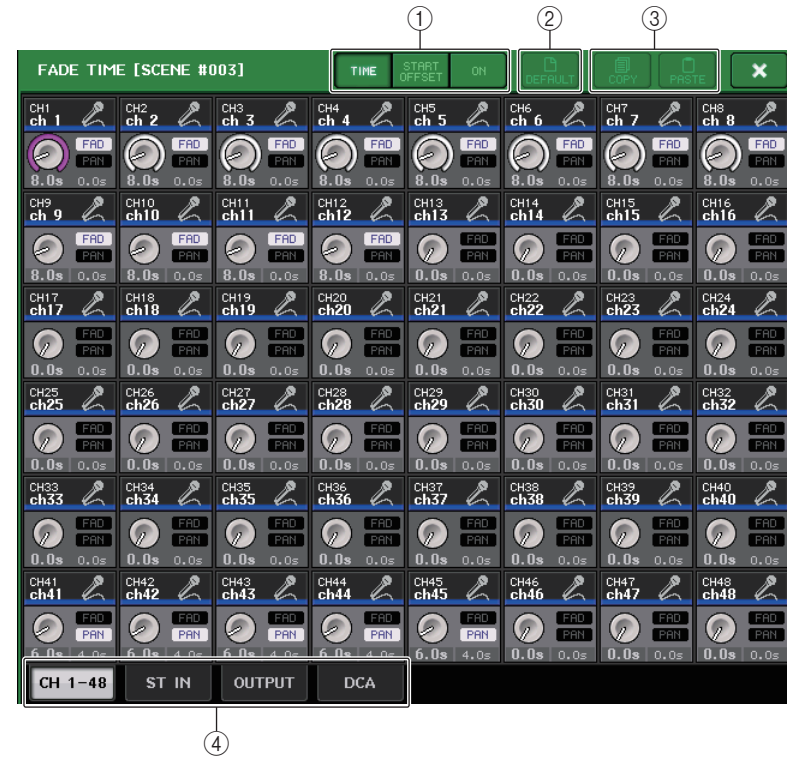 ① ② ③
FADE TIME [SCENE #003] TIME START OFFSET ON DEFAULT COPY PASTE ×
CH1 CH2 CH3 CH4 CH5 CH6 CH7 CH8
ch 1 ch 2 ch 3 ch 4 ch 5 ch 6 ch 7 ch 8
FAD FAD FAD FAD FAD FAD FAD FAD
PAN PAN PAN PAN PAN PAN PAN PAN
8.0s 0.0s 8.0s 0.0s 8.0s 0.0s 8.0s 0.0s 8.0s 0.0s 8.0s 0.0s 8.0s 0.0s 8.0s 0.0s
CH9 CH10 CH11 CH12 CH13 CH14 CH15 CH16
ch 9 ch10 ch11 ch12 ch13 ch14 ch15 ch16
FAD FAD FAD FAD FAD FAD FAD FAD
PAN PAN PAN PAN PAN PAN PAN PAN
8.0s 0.0s 8.0s 0.0s 8.0s 0.0s 8.0s 0.0s 0.0s 0.0s 0.0s 0.0s 0.0s 0.0s 0.0s 0.0s
CH17 CH18 CH19 CH20 CH21 CH22 CH23 CH24
ch17 ch18 ch19 ch20 ch21 ch22 ch23 ch24
FAD FAD FAD FAD FAD FAD FAD FAD
PAN PAN PAN PAN PAN PAN PAN PAN
0.0s 0.0s 0.0s 0.0s 0.0s 0.0s 0.0s 0.0s 0.0s 0.0s 0.0s 0.0s 0.0s 0.0s 0.0s 0.0s
CH25 CH26 CH27 CH28 CH29 CH30 CH31 CH32
ch25 ch26 ch27 ch28 ch29 ch30 ch31 ch32
FAD FAD FAD FAD FAD FAD FAD FAD
PAN PAN PAN PAN PAN PAN PAN PAN
0.0s 0.0s 0.0s 0.0s 0.0s 0.0s 0.0s 0.0s 0.0s 0.0s 0.0s 0.0s 0.0s 0.0s 0.0s 0.0s
CH33 CH34 CH35 CH36 CH37 CH38 CH39 CH40
ch33 ch34 ch35 ch36 ch37 ch38 ch39 ch40
FAD FAD FAD FAD FAD FAD FAD FAD
PAN PAN PAN PAN PAN PAN PAN PAN
0.0s 0.0s 0.0s 0.0s 0.0s 0.0s 0.0s 0.0s 0.0s 0.0s 0.0s 0.0s 0.0s 0.0s 0.0s 0.0s
CH41 CH42 CH43 CH44 CH45 CH46 CH47 CH48
ch41 ch42 ch43 ch44 ch45 ch46 ch47 ch48
FAD FAD FAD FAD FAD FAD FAD FAD
PAN PAN PAN PAN PAN PAN PAN PAN
6.0s 4.0s 6.0s 4.0s 6.0s 4.0s 6.0s 4.0s 6.0s 4.0s 0.0s 0.0s 0.0s 0.0s 0.0s 0.0s
CH 1-48 ST IN OUTPUT DCA
④